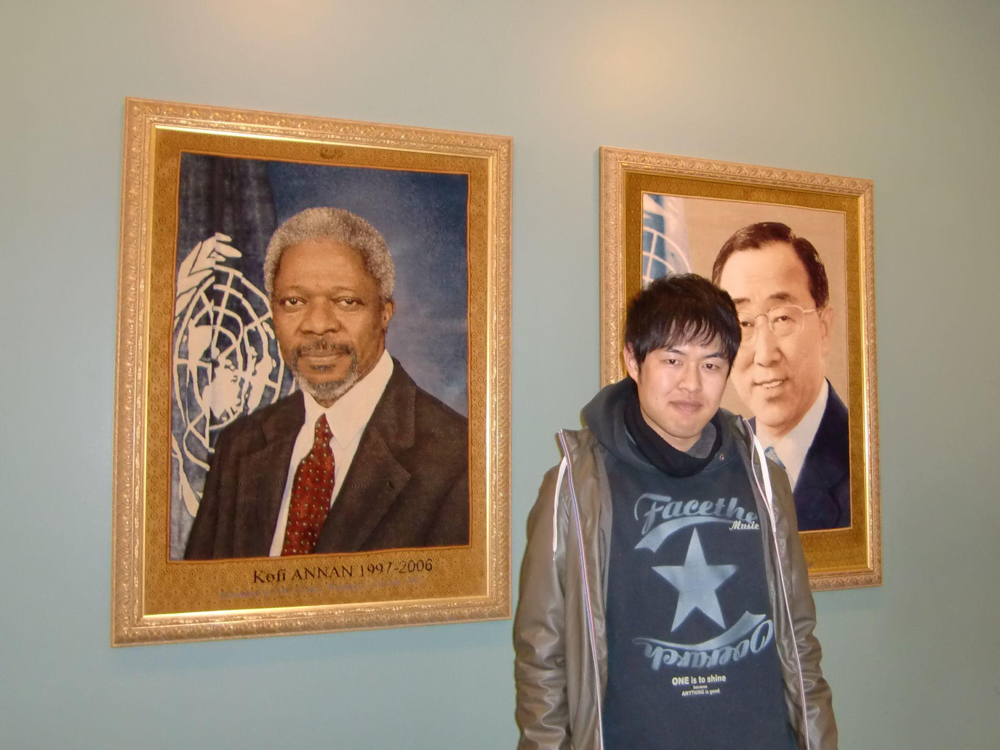 Kofi ANNAN 1997-2006
Facethe
Music
Overarch
ONE is to shine
because
ANYTHING is good